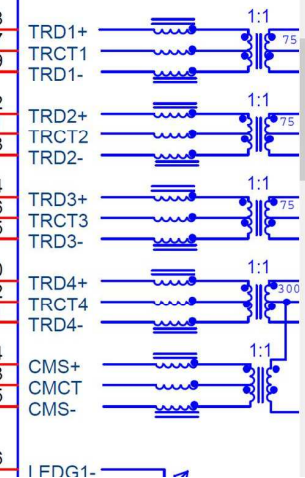 1:1
TRD1+
75
TRCT1
TRD1-
1:1
TRD2+
75
TRCT2
TRD2-
1:1
TRD3+
75
TRCT3
TRD3-
1:1
TRD4+
300
TRCT4
TRD4-
1:1
CMS+
CMCT
CMS-
LEDG1-